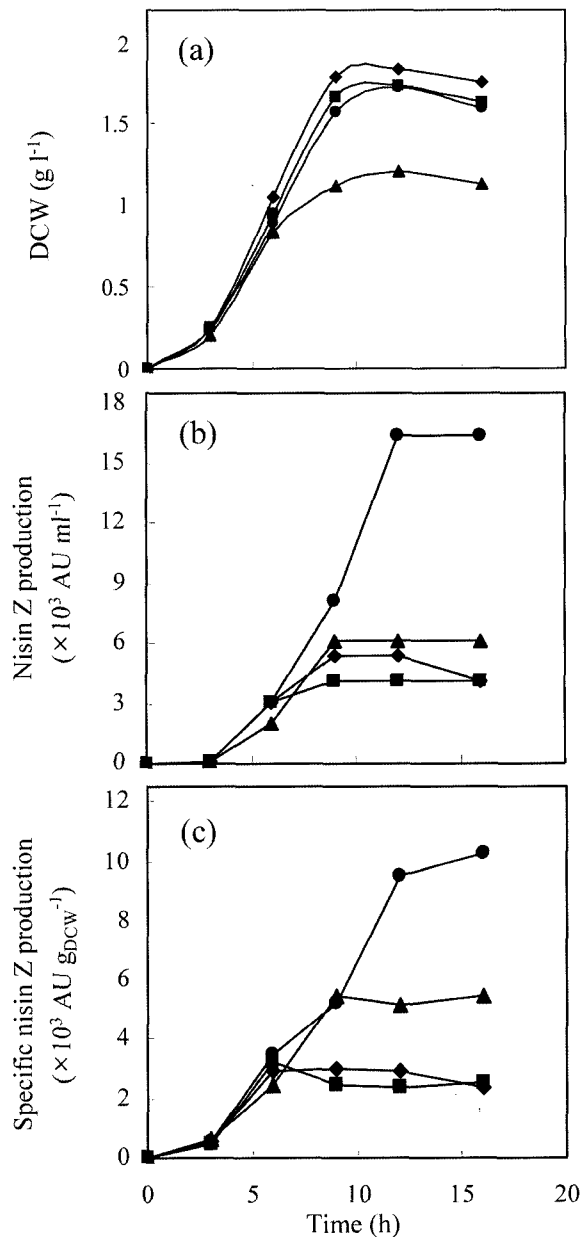 (a)
2
1.5
1
0.5
0
DCW (g l⁻¹)
(b)
18
15
12
9
6
3
0
Nisin Z production
(×10³ AU ml⁻¹)
(c)
12
10
8
6
4
2
0
Specific nisin Z production
(×10³ AU g_DCW⁻¹)
0
5
10
15
20
Time (h)